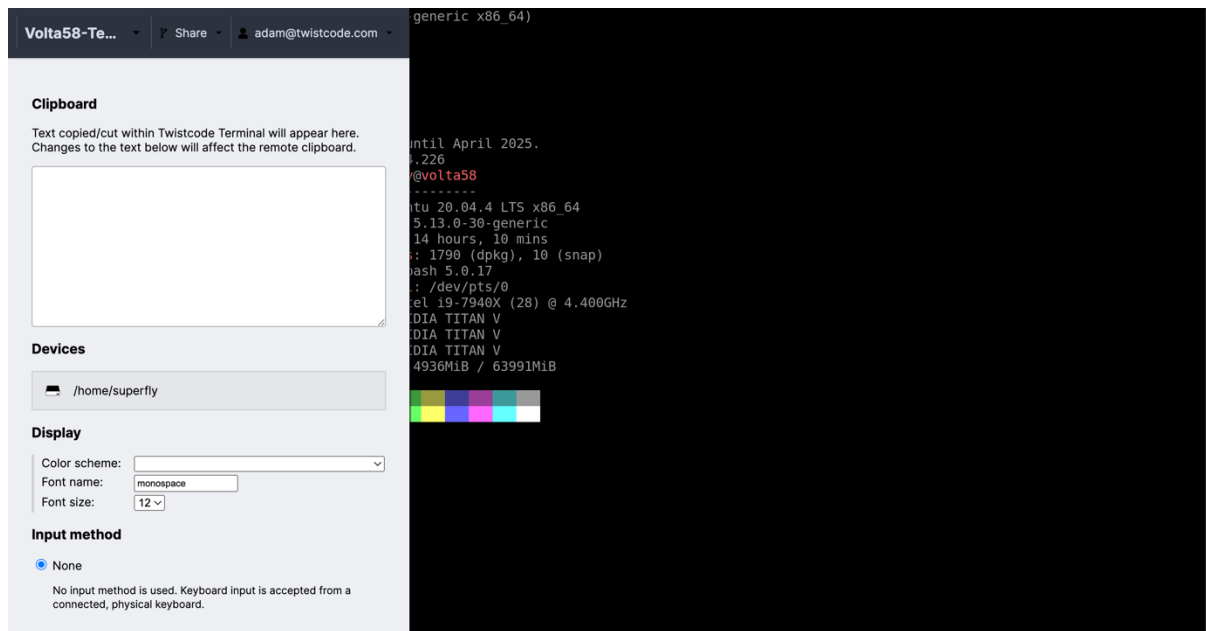 Volta58-Te...
Share
adam@twistcode.com
Clipboard
Text copied/cut within Twistcode Terminal will appear here.
Changes to the text below will affect the remote clipboard.
Devices
/home/superfly
Display
Color scheme:
Font name: monospace
Font size: 12
Input method
None
No input method is used. Keyboard input is accepted from a
connected, physical keyboard.
-generic x86_64)
until April 2025.
.226
@volta58
---------
ntu 20.04.4 LTS x86_64
5.13.0-30-generic
14 hours, 10 mins
: 1790 (dpkg), 10 (snap)
bash 5.0.17
: /dev/pts/0
tel i9-7940X (28) @ 4.400GHz
IDIA TITAN V
IDIA TITAN V
IDIA TITAN V
4936MiB / 63991MiB